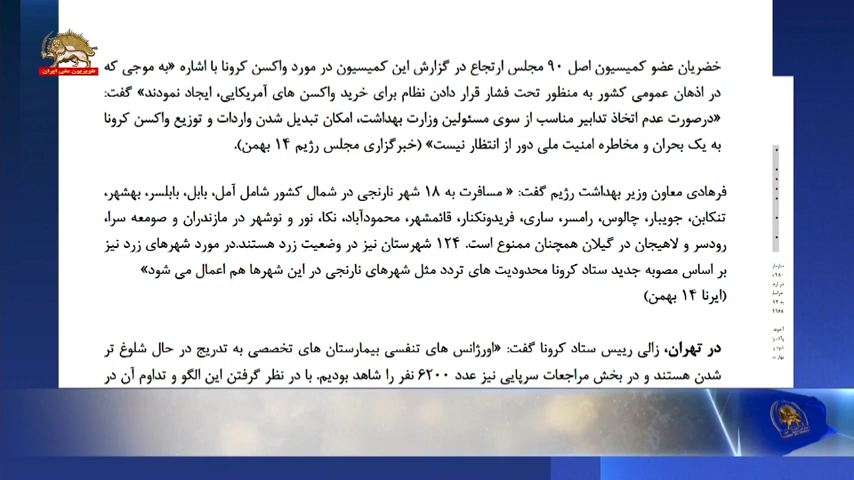 تلویزیون ملی ایران
خضریان عضو کمیسیون اصل ۹۰ مجلس ارتجاع در گزارش این کمیسیون در مورد واکسن کرونا با اشاره «به موجی که
در اذهان عمومی کشور به منظور تحت فشار قرار دادن نظام برای خرید واکسن های آمریکایی، ایجاد نمودند» گفت:
«درصورت عدم اتخاذ تدابیر مناسب از سوی مسئولین وزارت بهداشت، امکان تبدیل شدن واردات و توزیع واکسن کرونا
به یک بحران و مخاطره امنیت ملی دور از انتظار نیست» (خبرگزاری مجلس رژیم ۱۴ بهمن).
فرهادی معاون وزیر بهداشت رژیم گفت: « مسافرت به ۱۸ شهر نارنجی در شمال کشور شامل آمل، بابل، بابلسر، بهشهر،
تنکابن، جویبار، چالوس، رامسر، ساری، فریدونکنار، قائمشهر، محمودآباد، نکا، نور و نوشهر در مازندران و صومعه سرا،
رودسر و لاهیجان در گیلان همچنان ممنوع است. ۱۲۴ شهرستان نیز در وضعیت زرد هستند.در مورد شهرهای زرد نیز
بر اساس مصوبه جدید ستاد کرونا محدودیت های تردد مثل شهرهای نارنجی در این شهرها هم اعمال می شود»
(ایرنا ۱۴ بهمن)
در تهران، زالی رییس ستاد کرونا گفت: «اورژانس های تنفسی بیمارستان های تخصصی به تدریج در حال شلوغ تر
شدن هستند و در بخش مراجعات سرپایی نیز عدد ۶۲۰۰ نفر را شاهد بودیم. با در نظر گرفتن این الگو و تداوم آن در